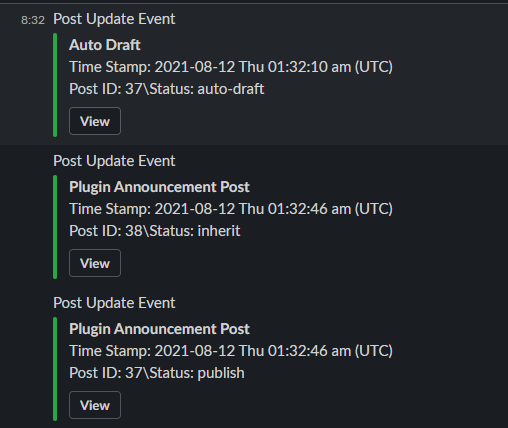 8:32 Post Update Event
Auto Draft
Time Stamp: 2021-08-12 Thu 01:32:10 am (UTC)
Post ID: 37\Status: auto-draft
View
Post Update Event
Plugin Announcement Post
Time Stamp: 2021-08-12 Thu 01:32:46 am (UTC)
Post ID: 38\Status: inherit
View
Post Update Event
Plugin Announcement Post
Time Stamp: 2021-08-12 Thu 01:32:46 am (UTC)
Post ID: 37\Status: publish
View